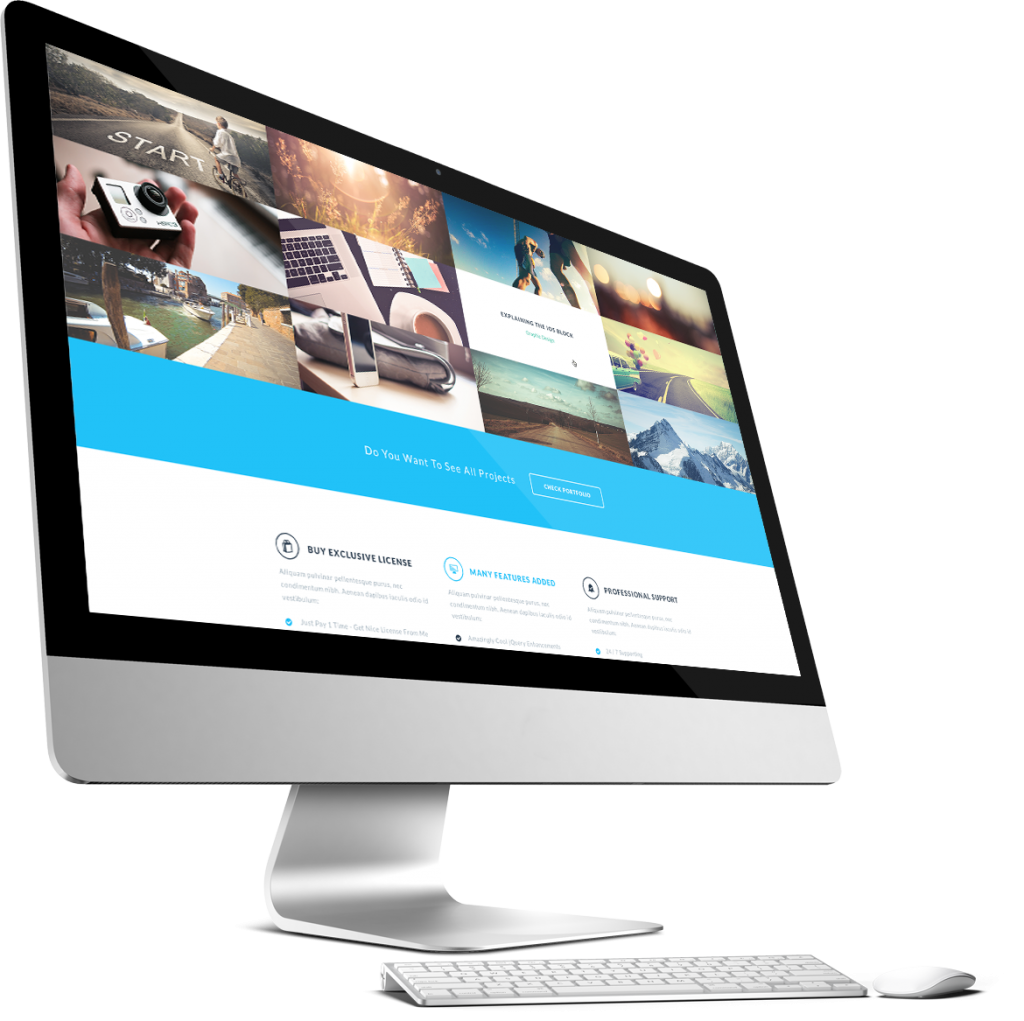 START
HERO3
EXPLAINING THE IOS BLOCK
Graphic Design
Do You Want To See All Projects
CHECK PORTFOLIO
BUY EXCLUSIVE LICENSE
Aliquam pulvinar pellentesque purus, nec
condimentum nibh. Aenean dapibus iaculis odio id
vestibulum;
Just Pay 1 Time - Get Nice License From Me
MANY FEATURES ADDED
Aliquam pulvinar pellentesque purus, nec
condimentum nibh. Aenean dapibus iaculis odio id
vestibulum;
Amazingly Cool jQuery Enhancements
PROFESSIONAL SUPPORT
Aliquam pulvinar pellentesque purus, nec
condimentum nibh. Aenean dapibus iaculis odio id
vestibulum;
24 / 7 Supporting